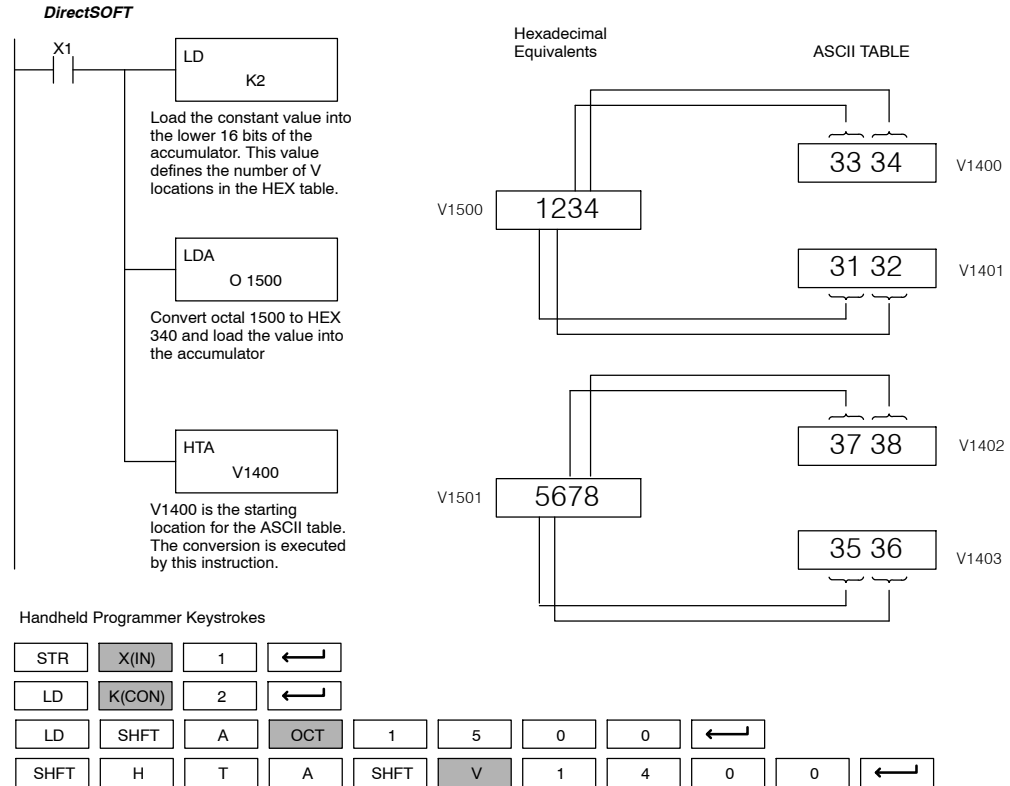 DirectSOFT
X1
LD
K2
Load the constant value into
the lower 16 bits of the
accumulator. This value
defines the number of V
locations in the HEX table.
LDA
O 1500
Convert octal 1500 to HEX
340 and load the value into
the accumulator
HTA
V1400
V1400 is the starting
location for the ASCII table.
The conversion is executed
by this instruction.
Hexadecimal
Equivalents
ASCII TABLE
33 34
V1400
V1500
1234
31 32
V1401
37 38
V1402
V1501
5678
35 36
V1403
Handheld Programmer Keystrokes
STR X(IN) 1
LD K(CON) 2
LD SHFT A OCT 1 5 0 0
SHFT H T A SHFT V 1 4 0 0